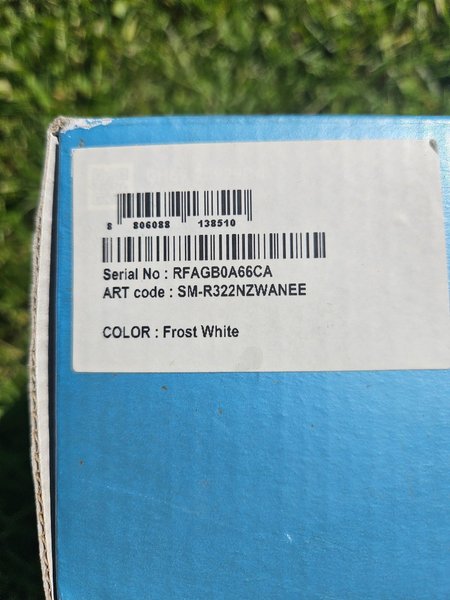 8 806088 138510
Serial No : RFAGB0A66CA
ART code : SM-R322NZWANEE
COLOR : Frost White